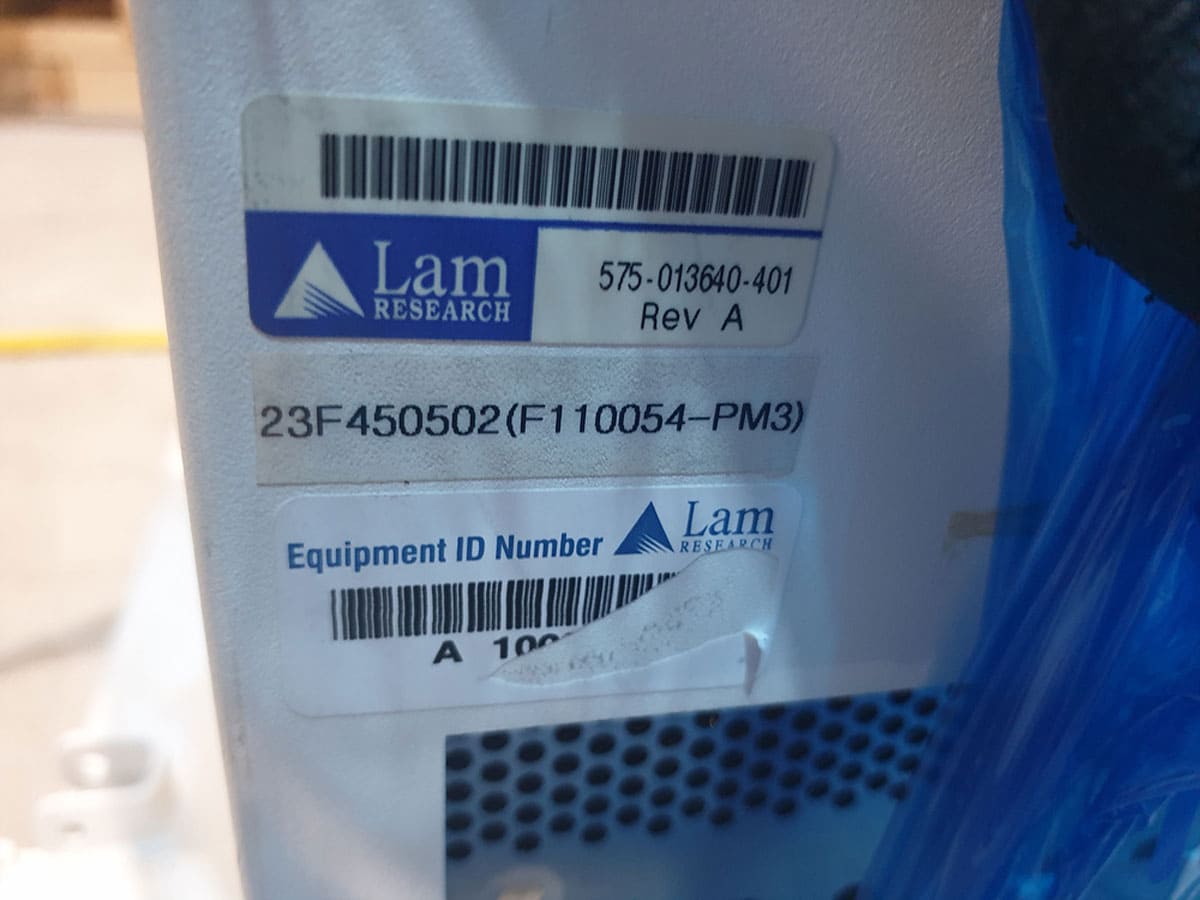 Lam
RESEARCH
575-013640-401
Rev A
23F450502(F110054-PM3)
Equipment ID Number
Lam
RESEARCH
A